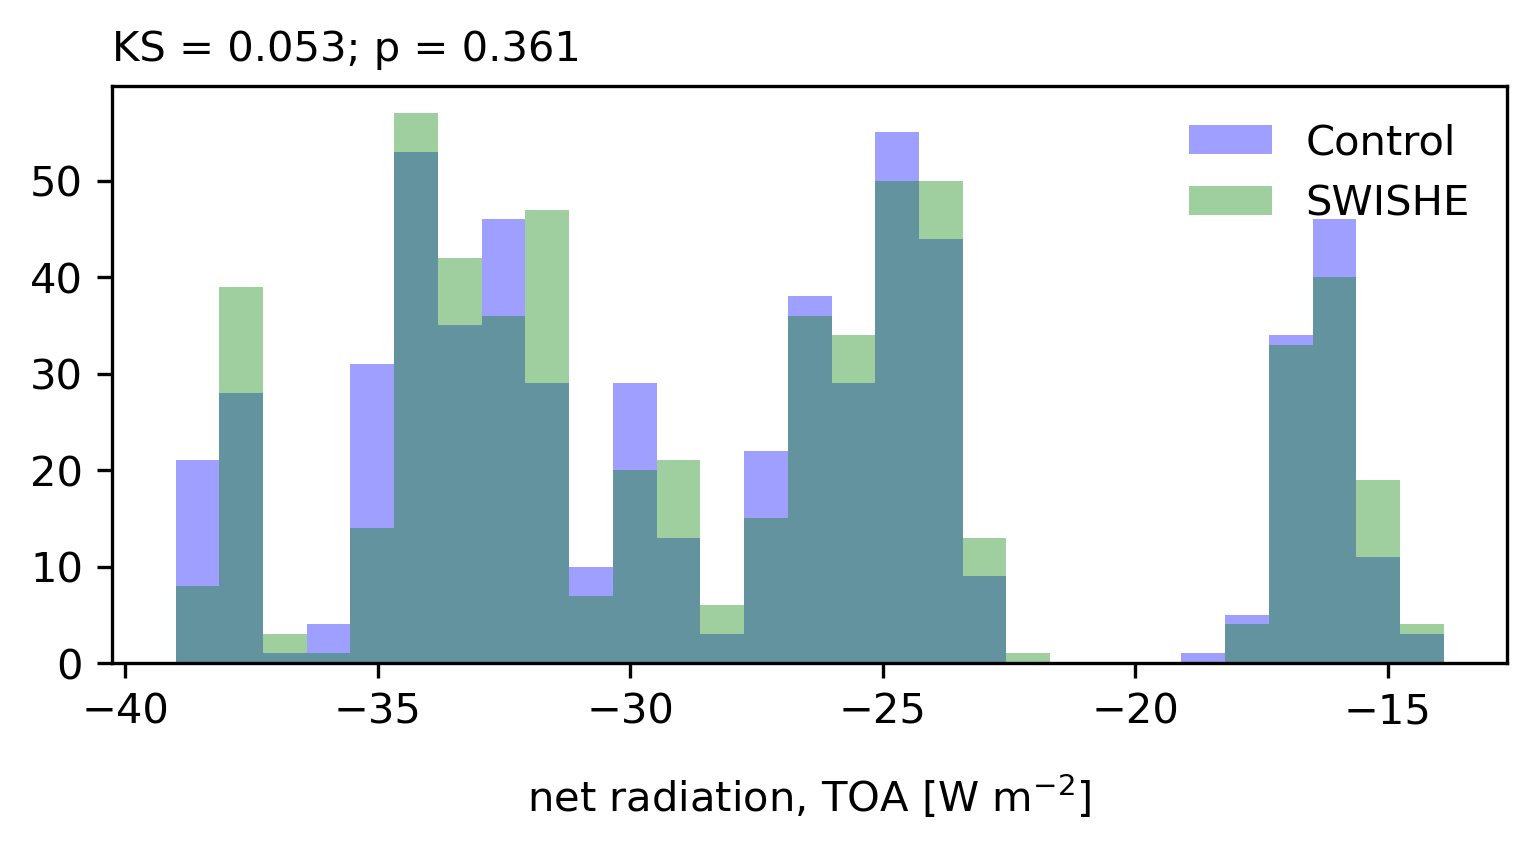 KS = 0.053; p = 0.361
Control
SWISHE
50
40
30
20
10
0
−40 −35 −30 −25 −20 −15
net radiation, TOA [W m⁻²]